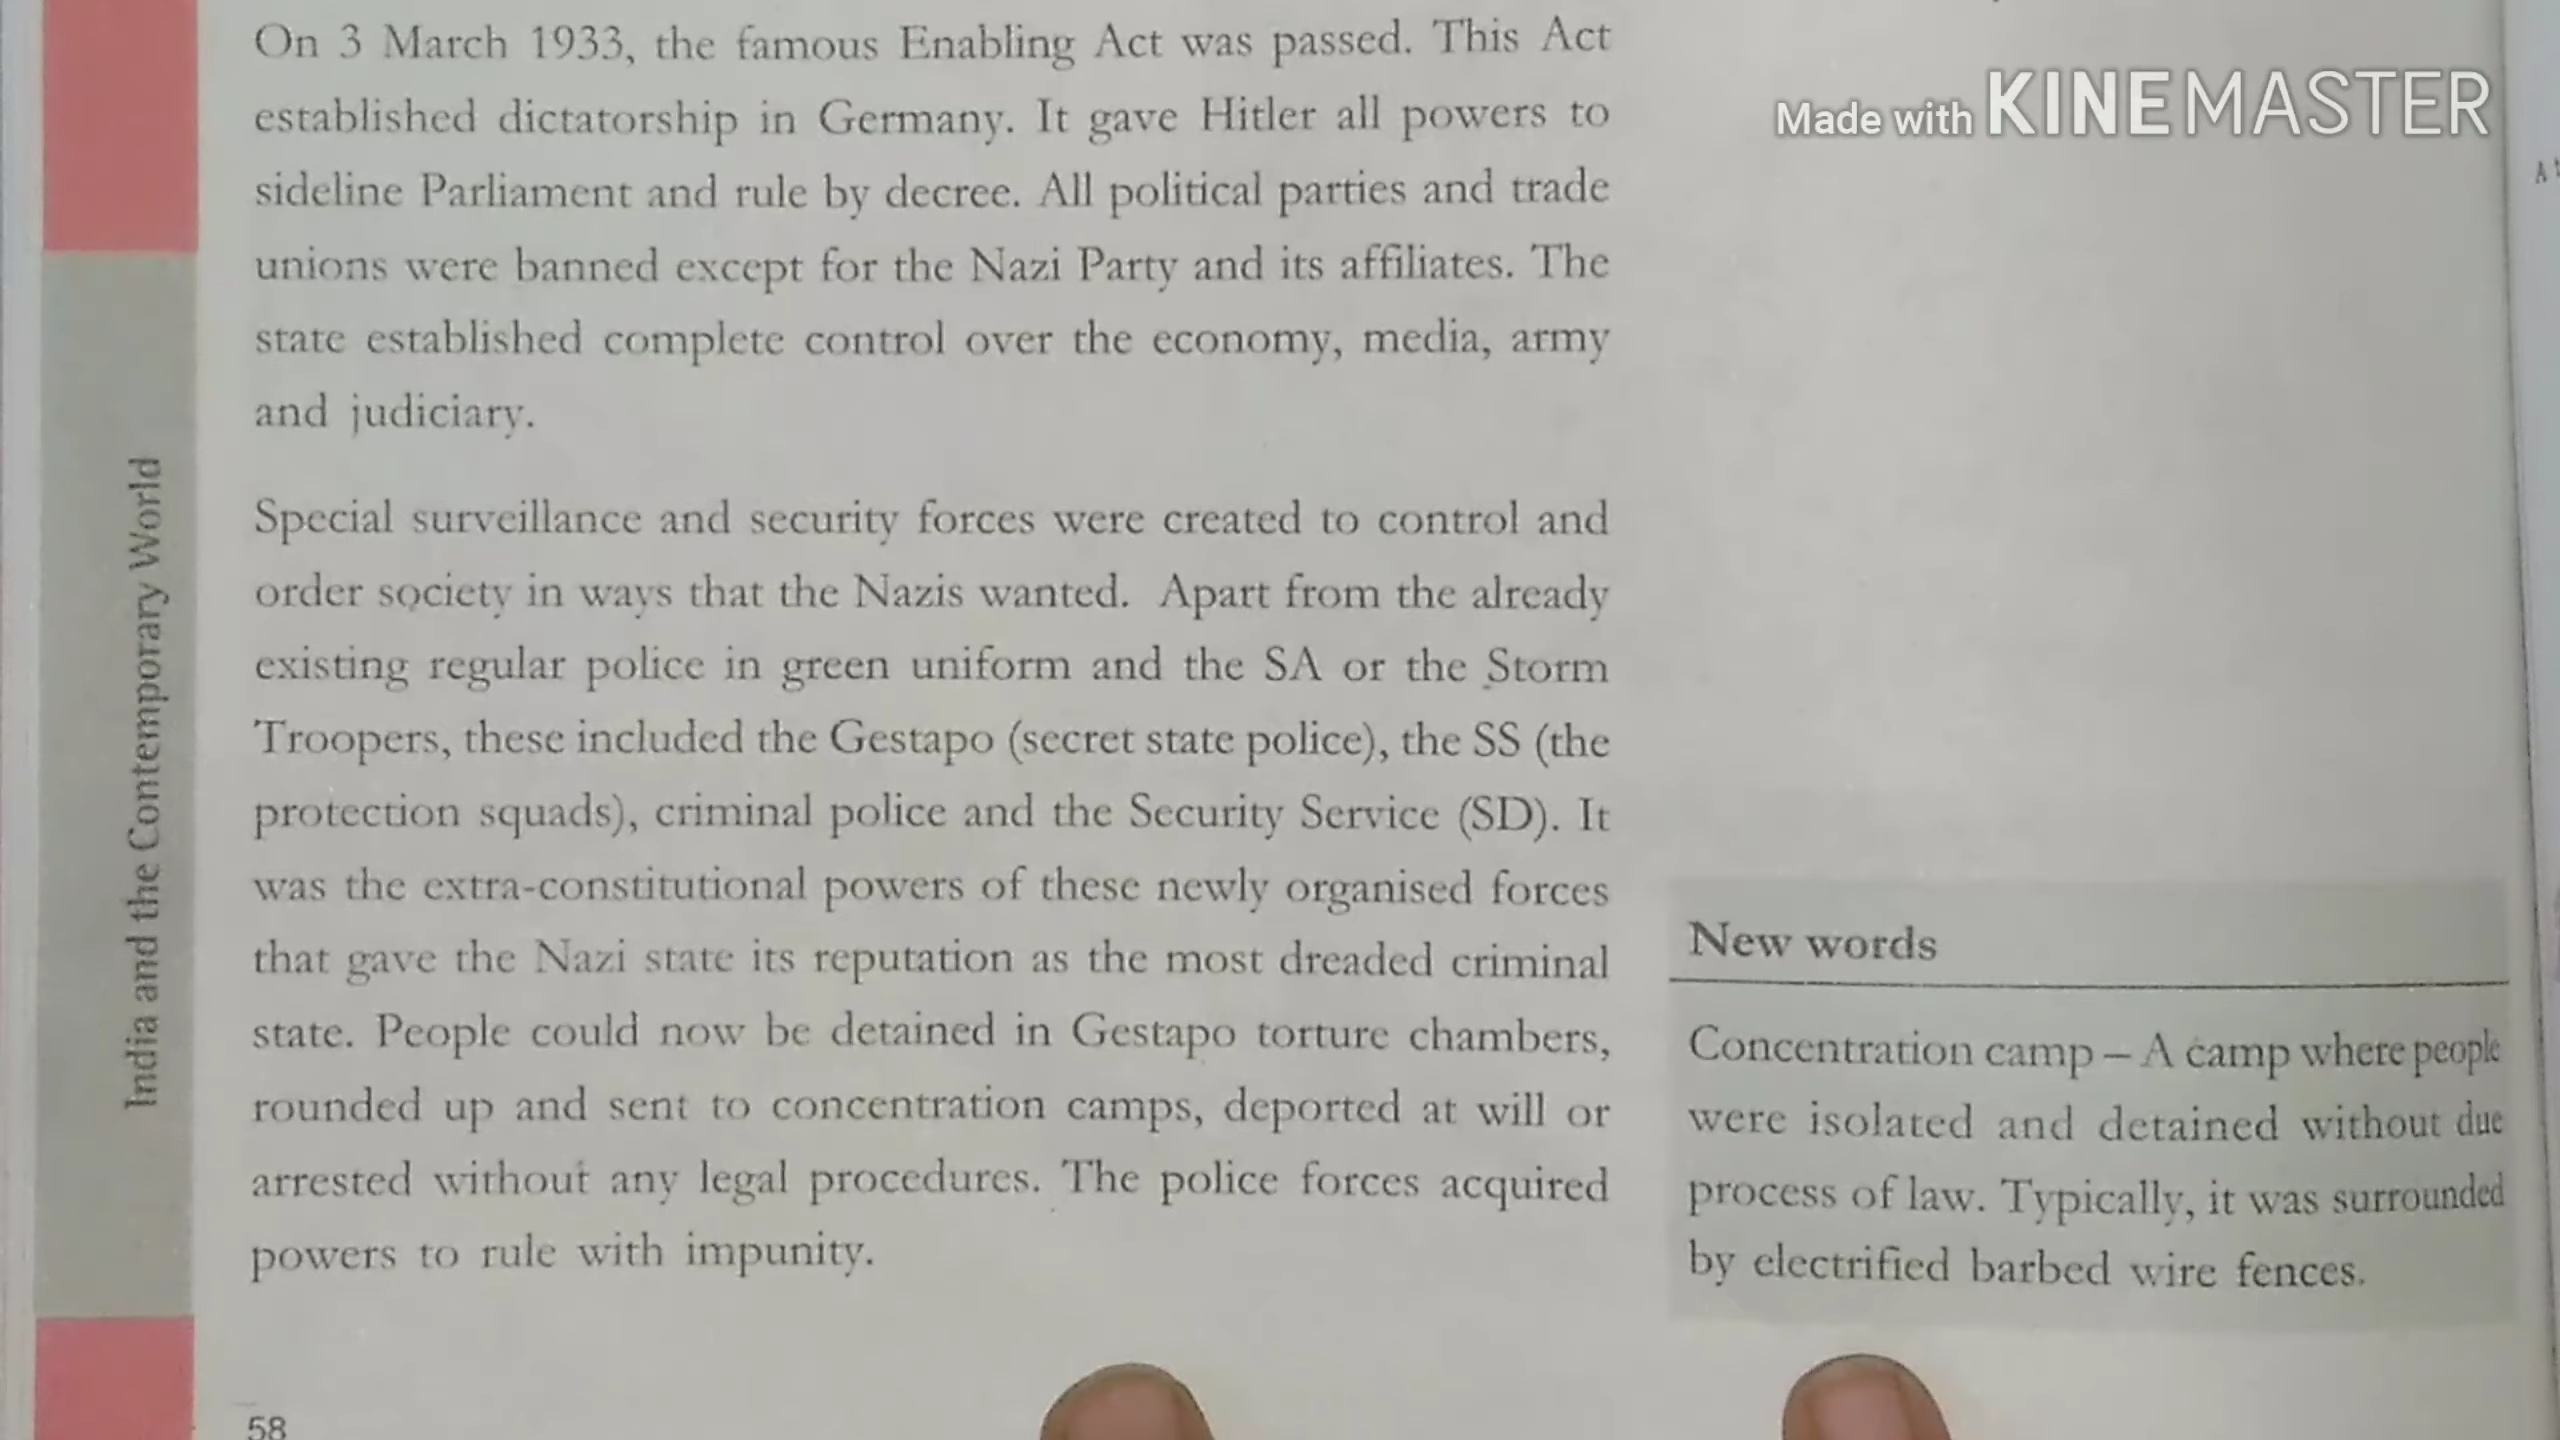 On 3 March 1933, the famous Enabling Act was passed. This Act
established dictatorship in Germany. It gave Hitler all powers to
sideline Parliament and rule by decree. All political parties and trade
unions were banned except for the Nazi Party and its affiliates. The
state established complete control over the economy, media, army
and judiciary.
Special surveillance and security forces were created to control and
order society in ways that the Nazis wanted. Apart from the already
existing regular police in green uniform and the SA or the Storm
Troopers, these included the Gestapo (secret state police), the SS (the
protection squads), criminal police and the Security Service (SD). It
was the extra-constitutional powers of these newly organised forces
that gave the Nazi state its reputation as the most dreaded criminal
state. People could now be detained in Gestapo torture chambers,
rounded up and sent to concentration camps, deported at will or
arrested without any legal procedures. The police forces acquired
powers to rule with impunity.
Made with KINEMASTER
New words
Concentration camp – A camp where people
were isolated and detained without due
process of law. Typically, it was surrounded
by electrified barbed wire fences.
India and the Contemporary World
58